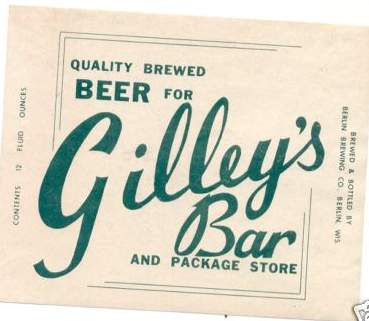 QUALITY BREWED
BEER FOR
Gilley's
Bar
AND PACKAGE STORE
CONTENTS 12 FLUID OUNCES
BREWED & BOTTLED BY
BERLIN BREWING CO., BERLIN, WIS.